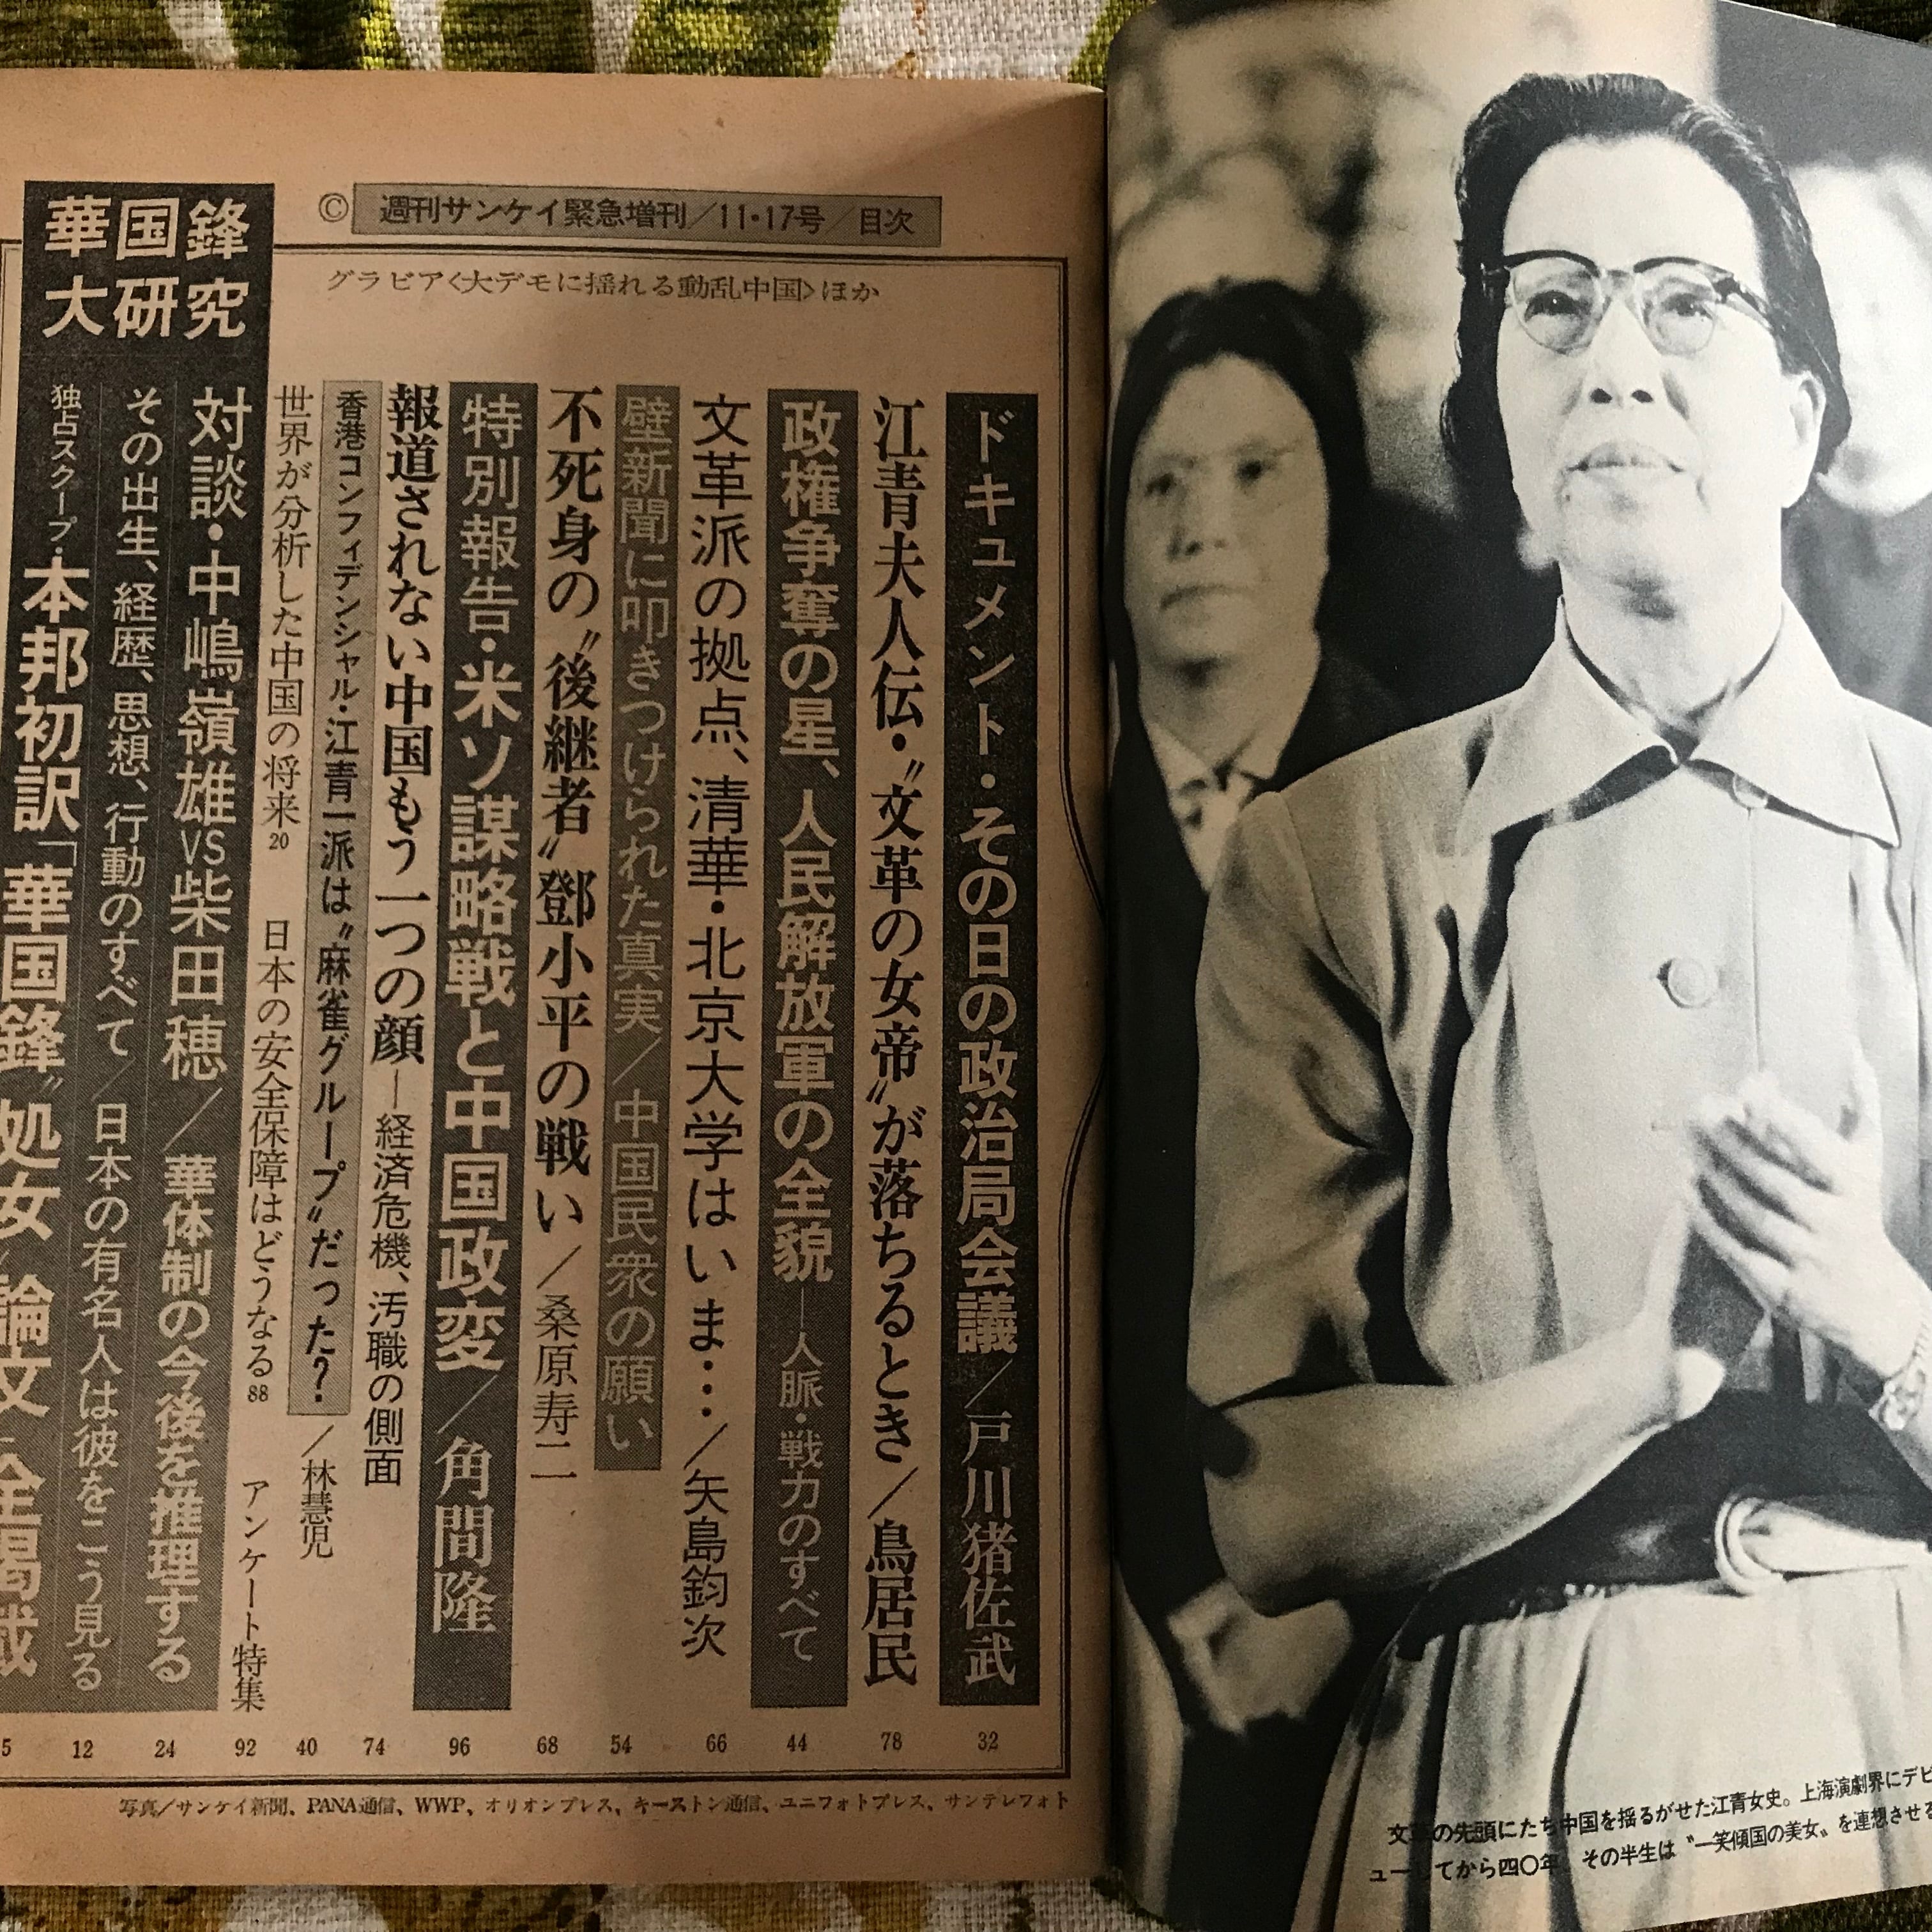 © 週刊サンケイ緊急増刊／11・17号／目次
グラビア〈大デモに揺れる動乱中国〉ほか
ドキュメント・その日の政治局会議／戸川猪佐武 32
江青夫人伝・〝文革の女帝〟が落ちるとき／鳥居民 78
政権争奪の星、人民解放軍の全貌―人脈・戦力のすべて 44
文革派の拠点、清華・北京大学はいま…／矢島鈞次 66
壁新聞に叩きつけられた真実／中国民衆の願い 54
不死身の〝後継者〟鄧小平の戦い／桑原寿二 68
特別報告・米ソ謀略戦と中国政変／角間隆 96
報道されない中国もう一つの顔―経済危機、汚職の側面 74
香港コンフィデンシャル・江青一派は〝麻雀グループ〟だった？／林慧児 40
世界が分析した中国の将来 20 日本の安全保障はどうなる 88 アンケート特集 92
華国鋒
大研究
対談・中嶋嶺雄VS柴田穂／華体制の今後を推理する 24
その出生、経歴、思想、行動のすべて／日本の有名人は彼をこう見る 12
独占スクープ・本邦初訳「華国鋒〝処女〟論文」全掲載 5
写真／サンケイ新聞、PANA通信、WWP、オリオンプレス、キーストン通信、ユニフォトプレス、サンテレフォト
文革の先頭にたち中国を揺るがせた江青女史。上海演劇界にデビ
ューしてから四〇年、その半生は〝一笑傾国の美女〟を連想させる